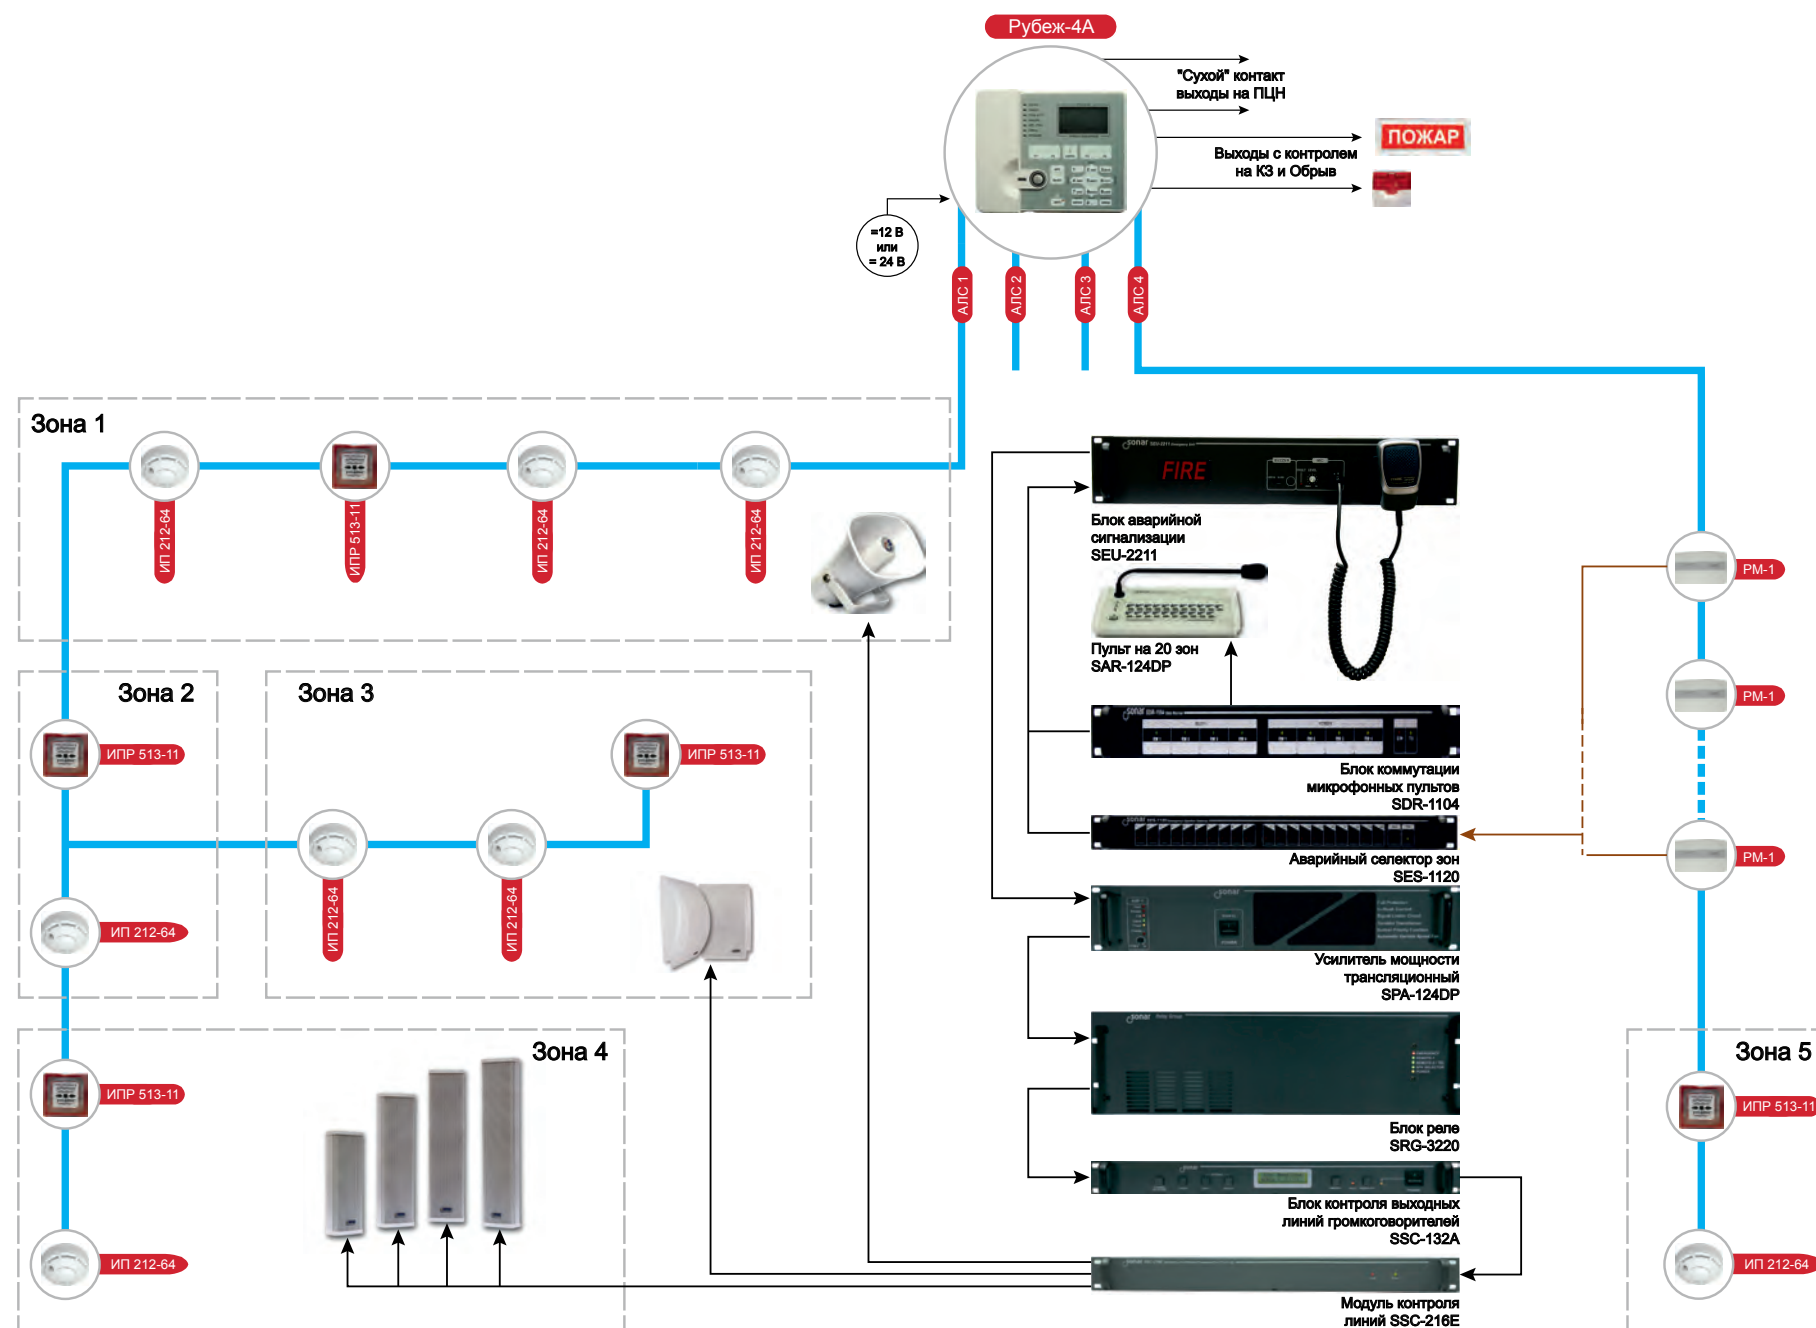 Рубеж-4А
"Сухой" контакт
выходы на ПЦН
ПОЖАР
Выходы с контролем
на КЗ и Обрыв
=12 В
или
= 24 В
АЛС 1
АЛС 2
АЛС 3
АЛС 4
Зона 1
ИП 212-64
ИПР 513-11
ИП 212-64
ИП 212-64
sonar
FIRE
Блок аварийной
сигнализации
SEU-2211
Пульт на 20 зон
SAR-124DP
РМ-1
РМ-1
РМ-1
Зона 2
ИПР 513-11
ИП 212-64
Зона 3
ИПР 513-11
ИП 212-64
ИП 212-64
sonar
Блок коммутации
микрофонных пультов
SDR-1104
sonar
Аварийный селектор зон
SES-1120
sonar
Усилитель мощности
трансляционный
SPA-124DP
sonar
Блок реле
SRG-3220
sonar
Блок контроля выходных
линий громкоговорителей
SSC-132A
Модуль контроля
линий SSC-216E
Зона 4
ИПР 513-11
ИП 212-64
Зона 5
ИПР 513-11
ИП 212-64